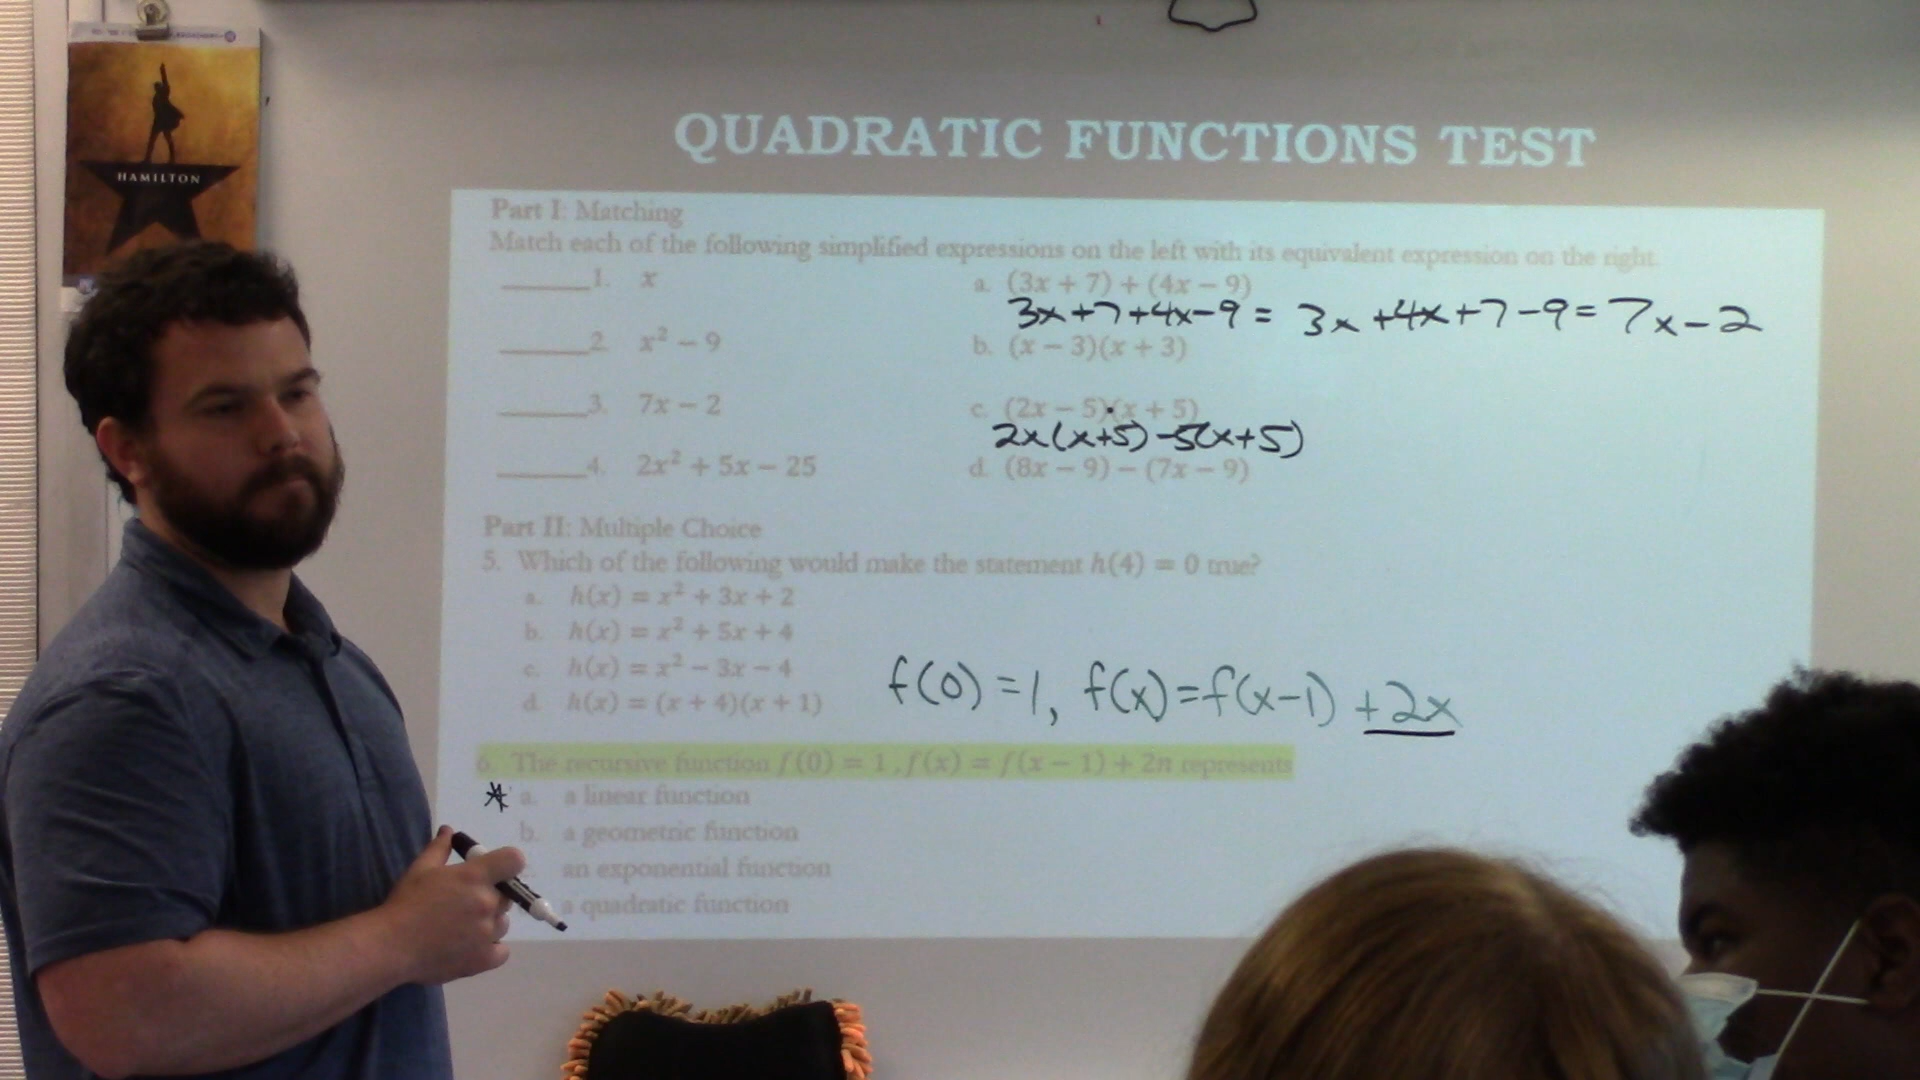 HAMILTON
QUADRATIC FUNCTIONS TEST
Part I: Matching
Match each of the following simplified expressions on the left with its equivalent expression on the right.
______1. x
a. (3x + 7) + (4x − 9)
3x+7+4x-9 = 3x+4x+7-9 = 7x-2
______2. x² − 9
b. (x − 3)(x + 3)
______3. 7x − 2
c. (2x − 5)·(x + 5)
2x(x+5)-5(x+5)
______4. 2x² + 5x − 25
d. (8x − 9) − (7x − 9)
Part II: Multiple Choice
5. Which of the following would make the statement h(4) = 0 true?
a. h(x) = x² + 3x + 2
b. h(x) = x² + 5x + 4
c. h(x) = x² − 3x − 4
d. h(x) = (x + 4)(x + 1)
f(0)=1, f(x)=f(x-1)+2x
6. The recursive function f(0) = 1, f(x) = f(x − 1) + 2n represents
* a. a linear function
b. a geometric function
an exponential function
a quadratic function